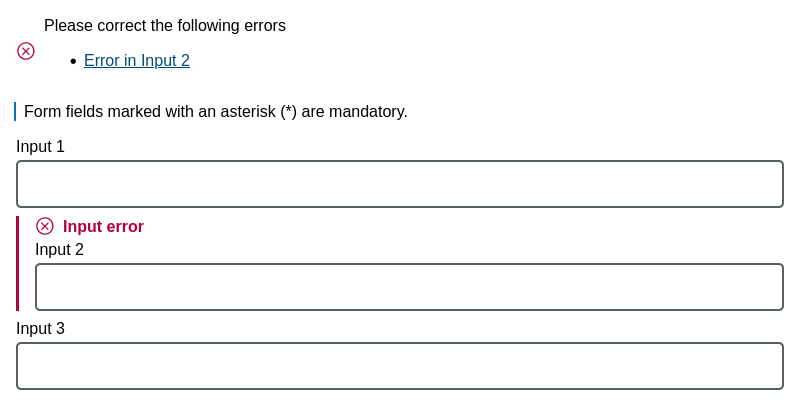 Please correct the following errors
• Error in Input 2
Form fields marked with an asterisk (*) are mandatory.
Input 1
Input error
Input 2
Input 3